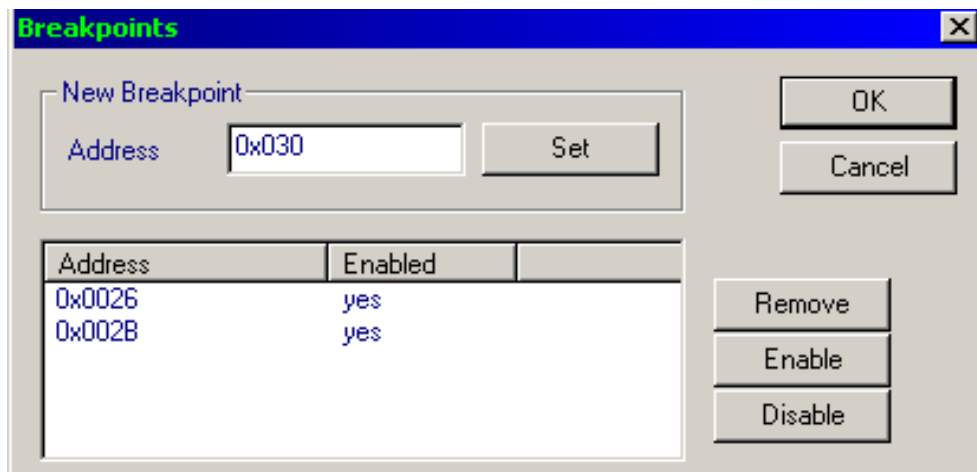 Breakpoints
New Breakpoint
Address 0x030 Set
OK
Cancel
Address Enabled
0x0026 yes
0x002B yes
Remove
Enable
Disable